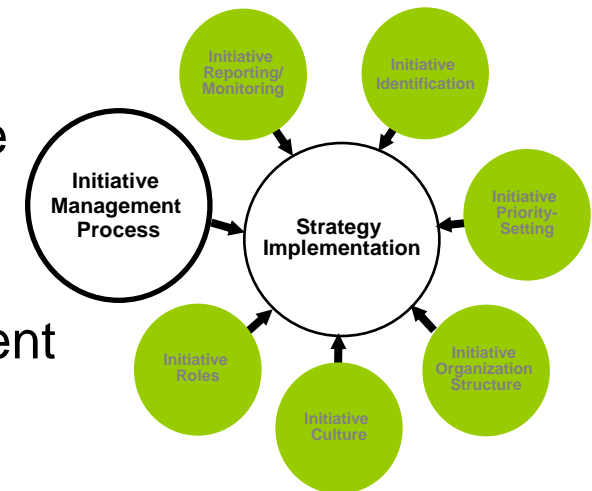 Initiative
Reporting/
Monitoring
Initiative
Identification
e
Initiative
Management
Process
Strategy
Implementation
Initiative
Priority-
Setting
ent
Initiative
Roles
Initiative
Culture
Initiative
Organization
Structure